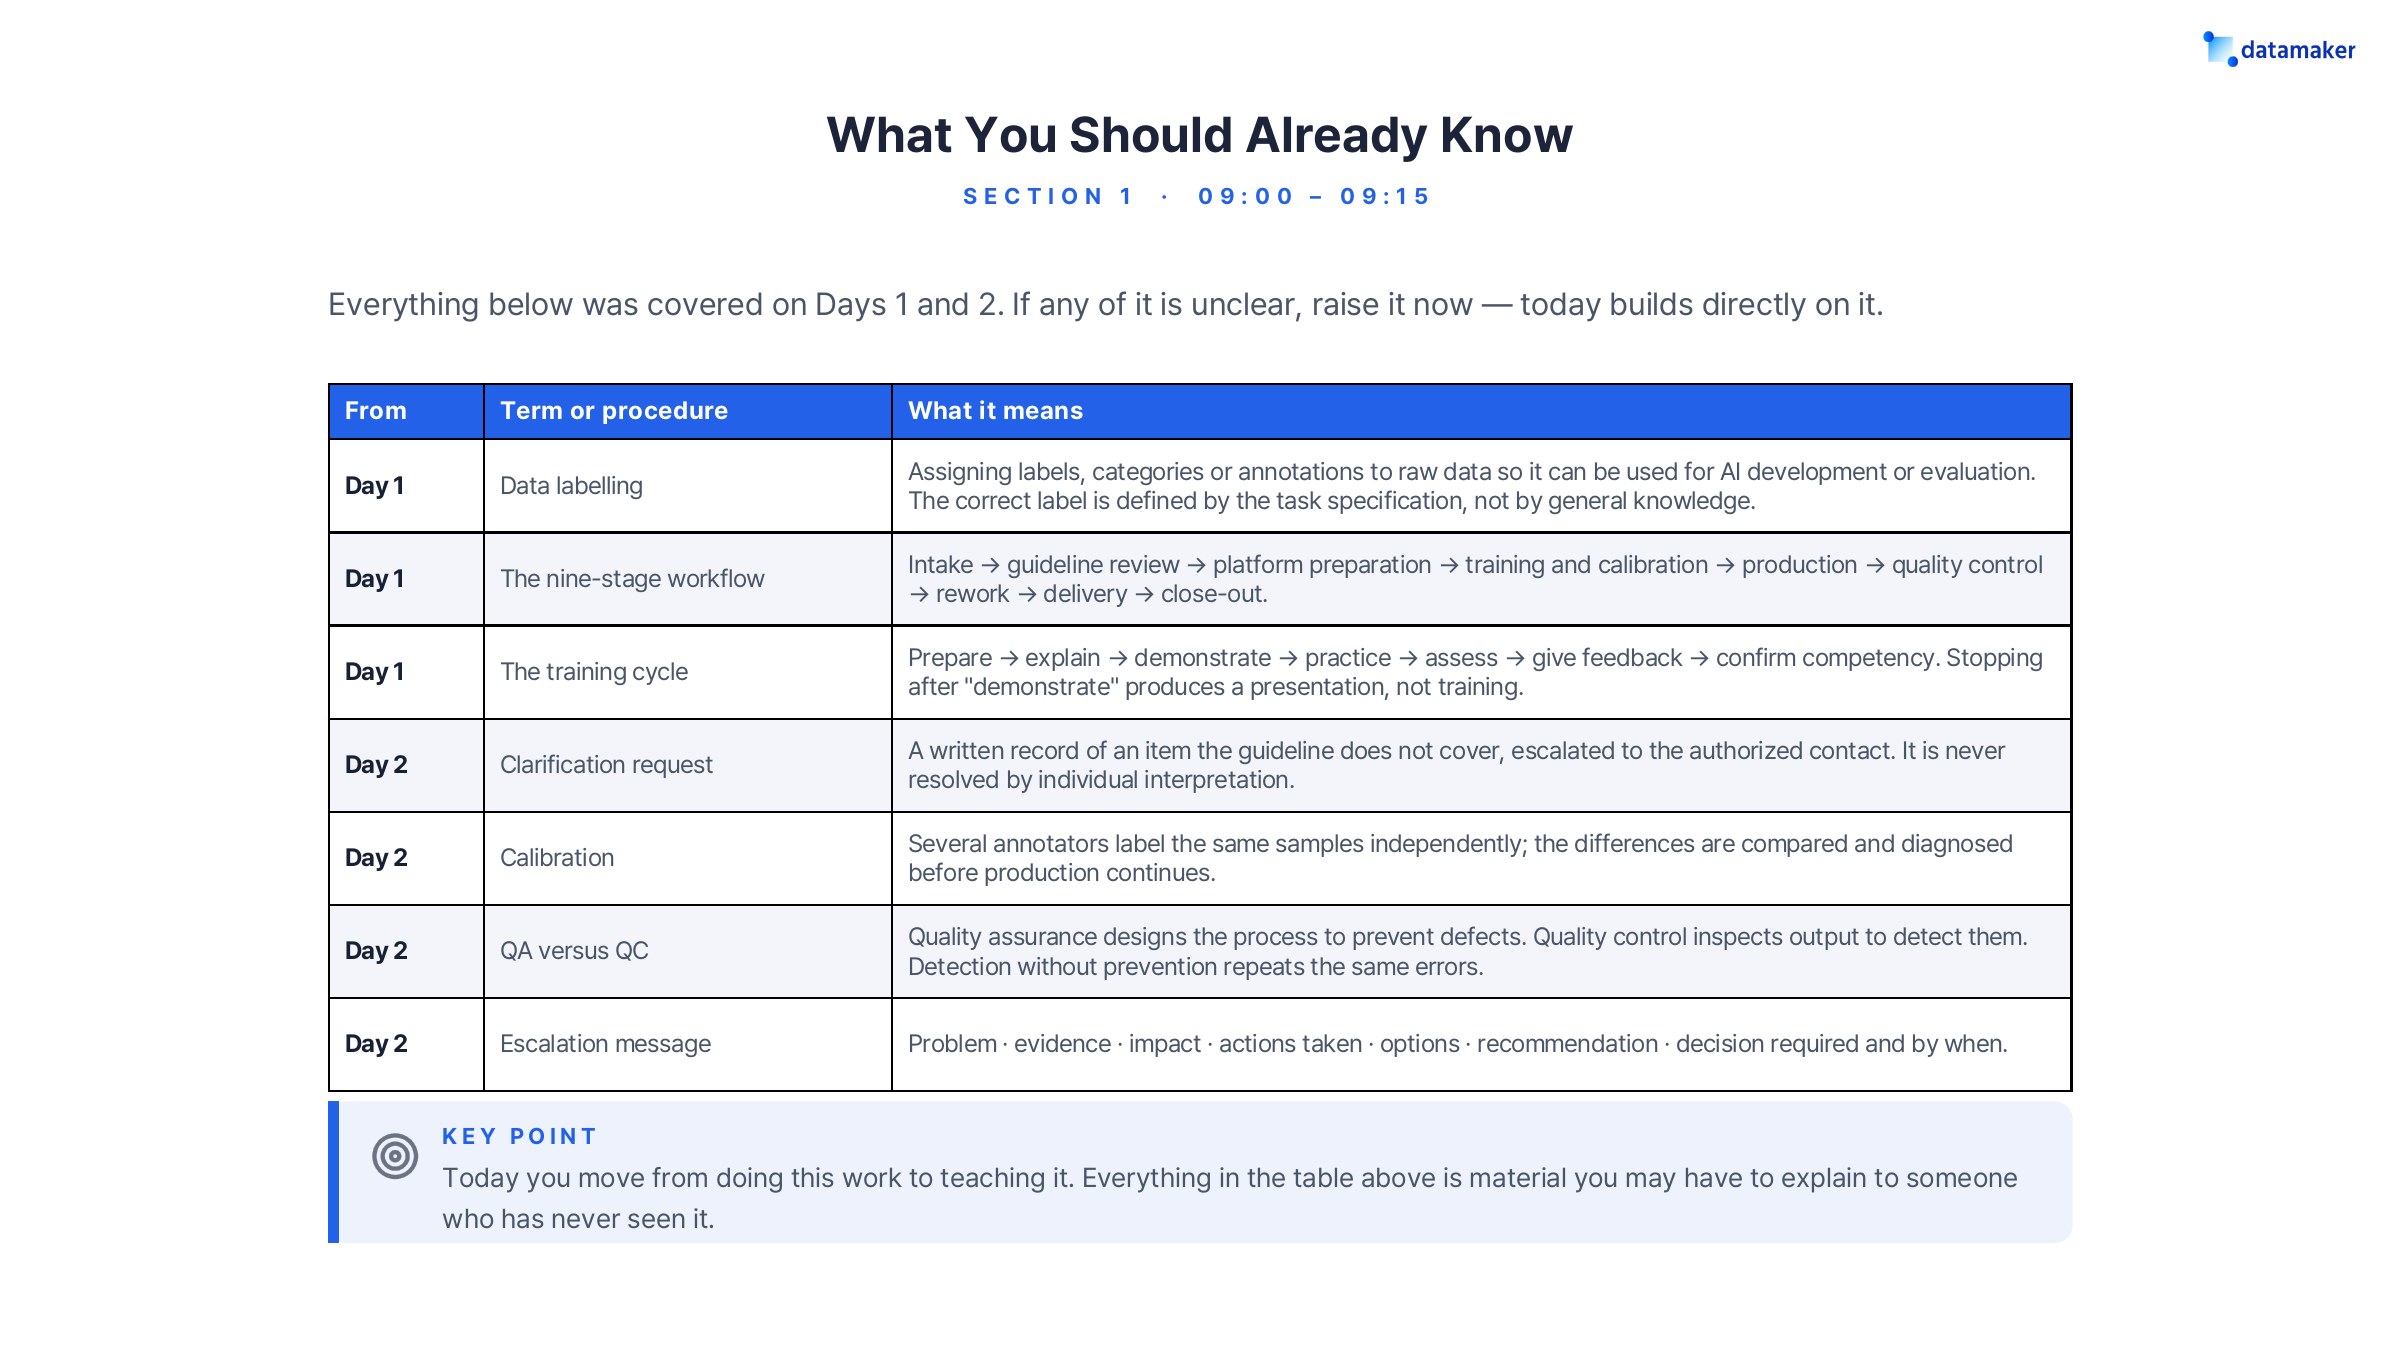 datamaker
What You Should Already Know
SECTION 1 · 09:00 – 09:15
Everything below was covered on Days 1 and 2. If any of it is unclear, raise it now — today builds directly on it.
From Term or procedure What it means
Day 1 Data labelling Assigning labels, categories or annotations to raw data so it can be used for AI development or evaluation.
The correct label is defined by the task specification, not by general knowledge.
Day 1 The nine-stage workflow Intake → guideline review → platform preparation → training and calibration → production → quality control
→ rework → delivery → close-out.
Day 1 The training cycle Prepare → explain → demonstrate → practice → assess → give feedback → confirm competency. Stopping
after "demonstrate" produces a presentation, not training.
Day 2 Clarification request A written record of an item the guideline does not cover, escalated to the authorized contact. It is never
resolved by individual interpretation.
Day 2 Calibration Several annotators label the same samples independently; the differences are compared and diagnosed
before production continues.
Day 2 QA versus QC Quality assurance designs the process to prevent defects. Quality control inspects output to detect them.
Detection without prevention repeats the same errors.
Day 2 Escalation message Problem · evidence · impact · actions taken · options · recommendation · decision required and by when.
KEY POINT
Today you move from doing this work to teaching it. Everything in the table above is material you may have to explain to someone
who has never seen it.